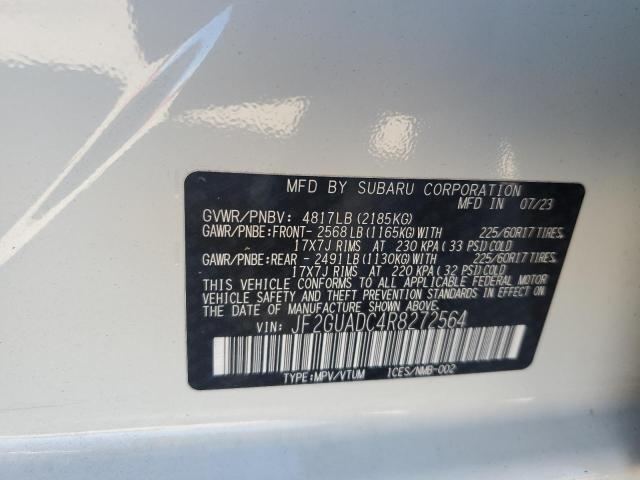 MFD BY SUBARU CORPORATION
MFD IN 07/23
GVWR/PNBV: 4817LB (2185KG)
GAWR/PNBE:FRONT- 2568LB (1165KG) WITH 225/60R17 TIRES,
17X7J RIMS AT 230 KPA (33 PSI) COLD
GAWR/PNBE:REAR - 2491LB (1130KG) WITH 225/60R17 TIRES,
17X7J RIMS AT 220 KPA (32 PSI) COLD
THIS VEHICLE CONFORMS TO ALL APPLICABLE FEDERAL MOTOR
VEHICLE SAFETY AND THEFT PREVENTION STANDARDS IN EFFECT ON
THE DATE OF MANUFACTURE SHOWN ABOVE.
VIN: JF2GUADC4R8272564
TYPE:MPV/VTUM ICES/NMB-002